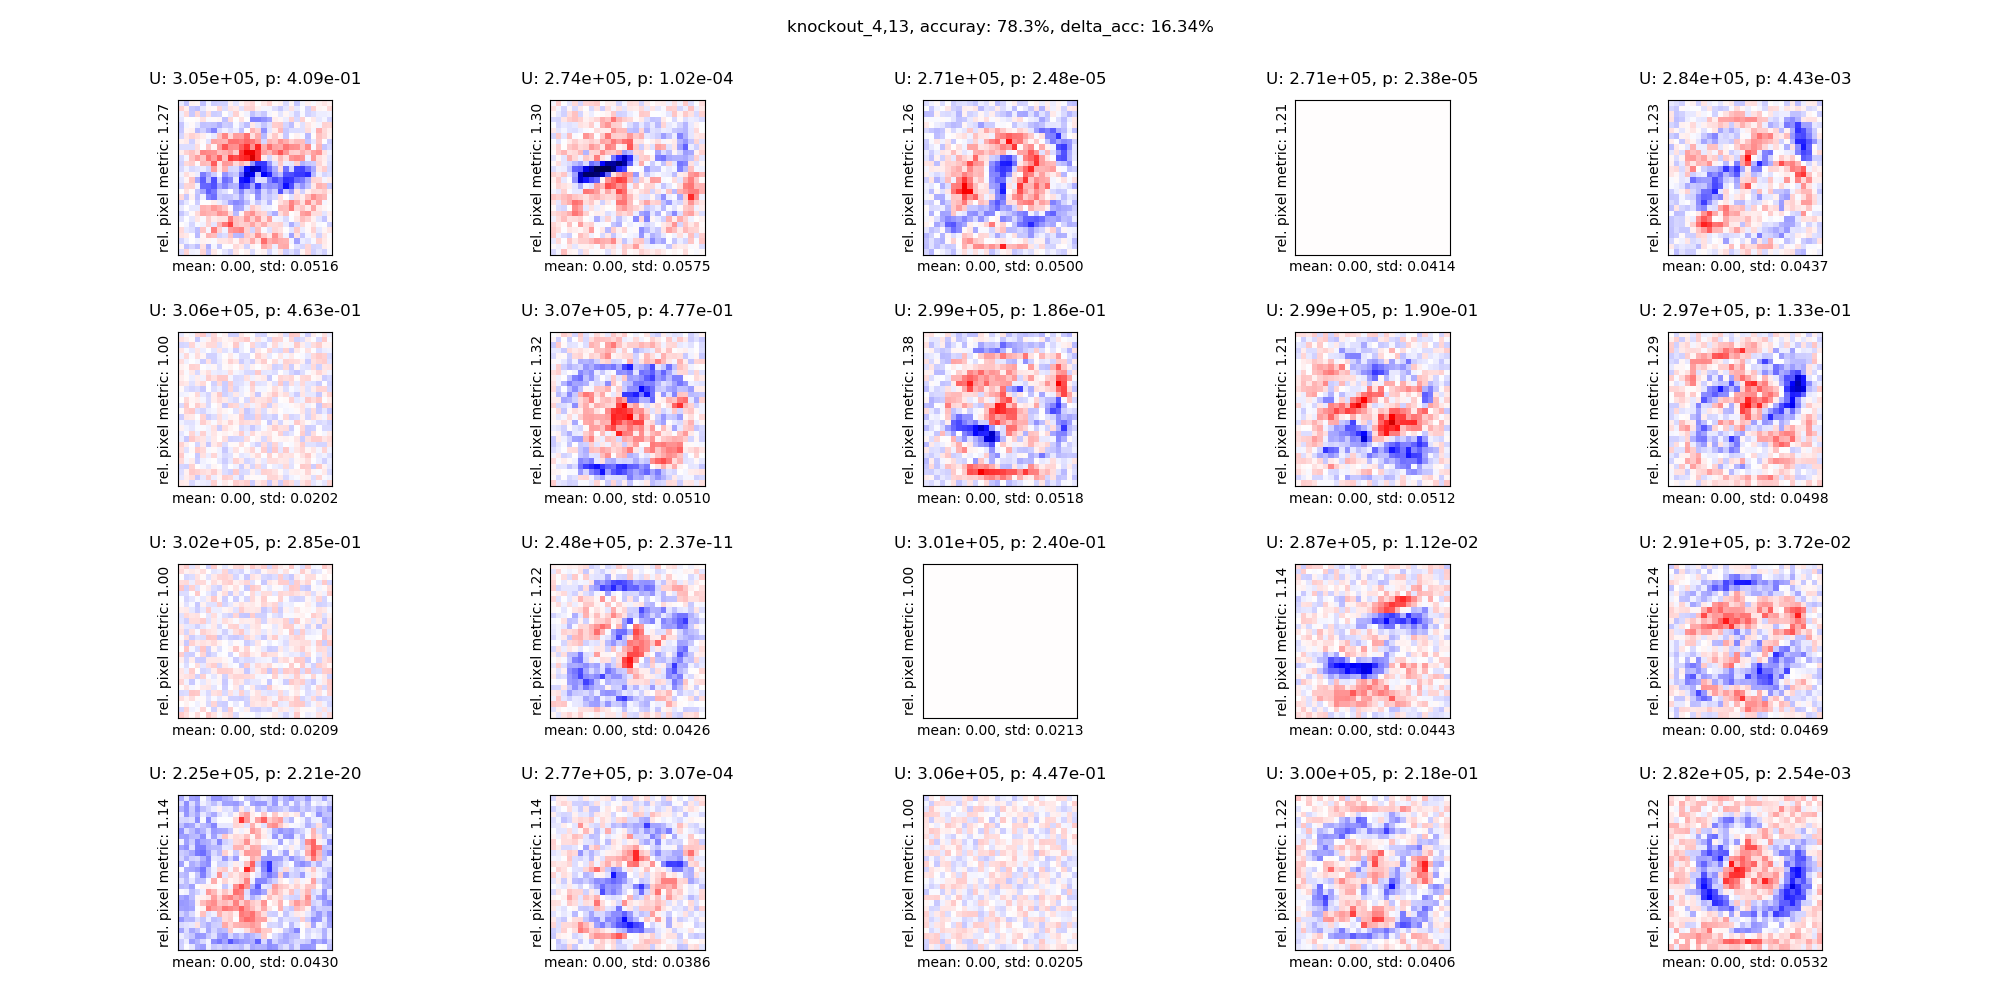 knockout_4,13, accuray: 78.3%, delta_acc: 16.34%
U: 3.05e+05, p: 4.09e-01
rel. pixel metric: 1.27
mean: 0.00, std: 0.0516
U: 2.74e+05, p: 1.02e-04
rel. pixel metric: 1.30
mean: 0.00, std: 0.0575
U: 2.71e+05, p: 2.48e-05
rel. pixel metric: 1.26
mean: 0.00, std: 0.0500
U: 2.71e+05, p: 2.38e-05
rel. pixel metric: 1.21
mean: 0.00, std: 0.0414
U: 2.84e+05, p: 4.43e-03
rel. pixel metric: 1.23
mean: 0.00, std: 0.0437
U: 3.06e+05, p: 4.63e-01
rel. pixel metric: 1.00
mean: 0.00, std: 0.0202
U: 3.07e+05, p: 4.77e-01
rel. pixel metric: 1.32
mean: 0.00, std: 0.0510
U: 2.99e+05, p: 1.86e-01
rel. pixel metric: 1.38
mean: 0.00, std: 0.0518
U: 2.99e+05, p: 1.90e-01
rel. pixel metric: 1.21
mean: 0.00, std: 0.0512
U: 2.97e+05, p: 1.33e-01
rel. pixel metric: 1.29
mean: 0.00, std: 0.0498
U: 3.02e+05, p: 2.85e-01
rel. pixel metric: 1.00
mean: 0.00, std: 0.0209
U: 2.48e+05, p: 2.37e-11
rel. pixel metric: 1.22
mean: 0.00, std: 0.0426
U: 3.01e+05, p: 2.40e-01
rel. pixel metric: 1.00
mean: 0.00, std: 0.0213
U: 2.87e+05, p: 1.12e-02
rel. pixel metric: 1.14
mean: 0.00, std: 0.0443
U: 2.91e+05, p: 3.72e-02
rel. pixel metric: 1.24
mean: 0.00, std: 0.0469
U: 2.25e+05, p: 2.21e-20
rel. pixel metric: 1.14
mean: 0.00, std: 0.0430
U: 2.77e+05, p: 3.07e-04
rel. pixel metric: 1.14
mean: 0.00, std: 0.0386
U: 3.06e+05, p: 4.47e-01
rel. pixel metric: 1.00
mean: 0.00, std: 0.0205
U: 3.00e+05, p: 2.18e-01
rel. pixel metric: 1.22
mean: 0.00, std: 0.0406
U: 2.82e+05, p: 2.54e-03
rel. pixel metric: 1.22
mean: 0.00, std: 0.0532